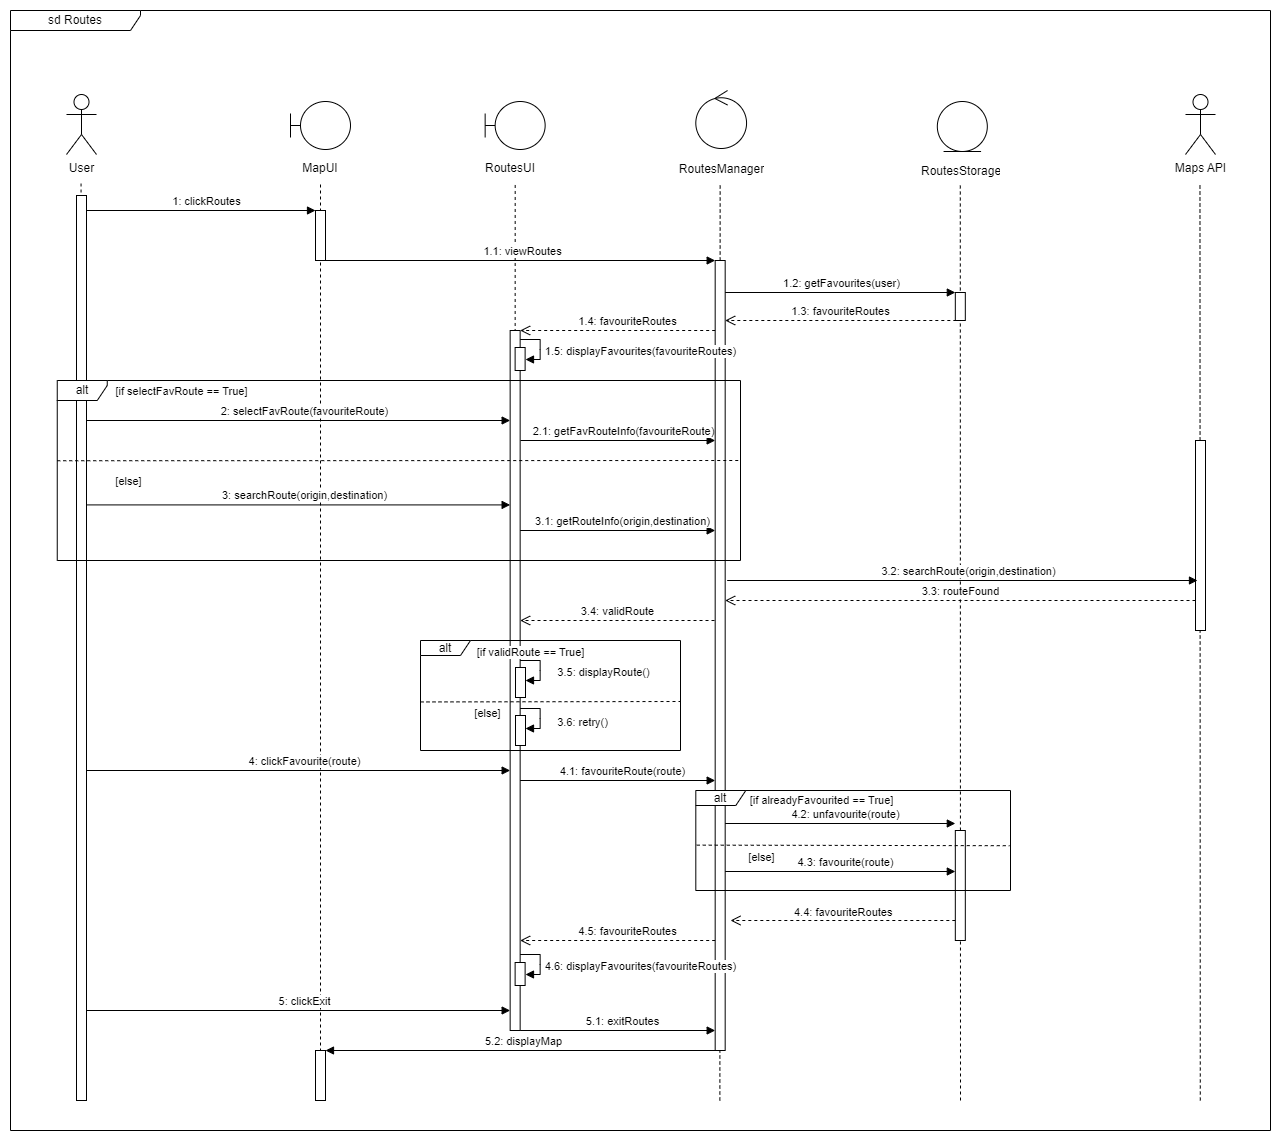 sd Routes
User
MapUI
RoutesUI
RoutesManager
RoutesStorage
Maps API
1: clickRoutes
1.1: viewRoutes
1.2: getFavourites(user)
1.3: favouriteRoutes
1.4: favouriteRoutes
1.5: displayFavourites(favouriteRoutes)
alt
[if selectFavRoute == True]
2: selectFavRoute(favouriteRoute)
2.1: getFavRouteInfo(favouriteRoute)
[else]
3: searchRoute(origin,destination)
3.1: getRouteInfo(origin,destination)
3.2: searchRoute(origin,destination)
3.3: routeFound
3.4: validRoute
alt
[if validRoute == True]
3.5: displayRoute()
[else]
3.6: retry()
4: clickFavourite(route)
4.1: favouriteRoute(route)
alt
[if alreadyFavourited == True]
4.2: unfavourite(route)
[else]
4.3: favourite(route)
4.4: favouriteRoutes
4.5: favouriteRoutes
4.6: displayFavourites(favouriteRoutes)
5: clickExit
5.1: exitRoutes
5.2: displayMap